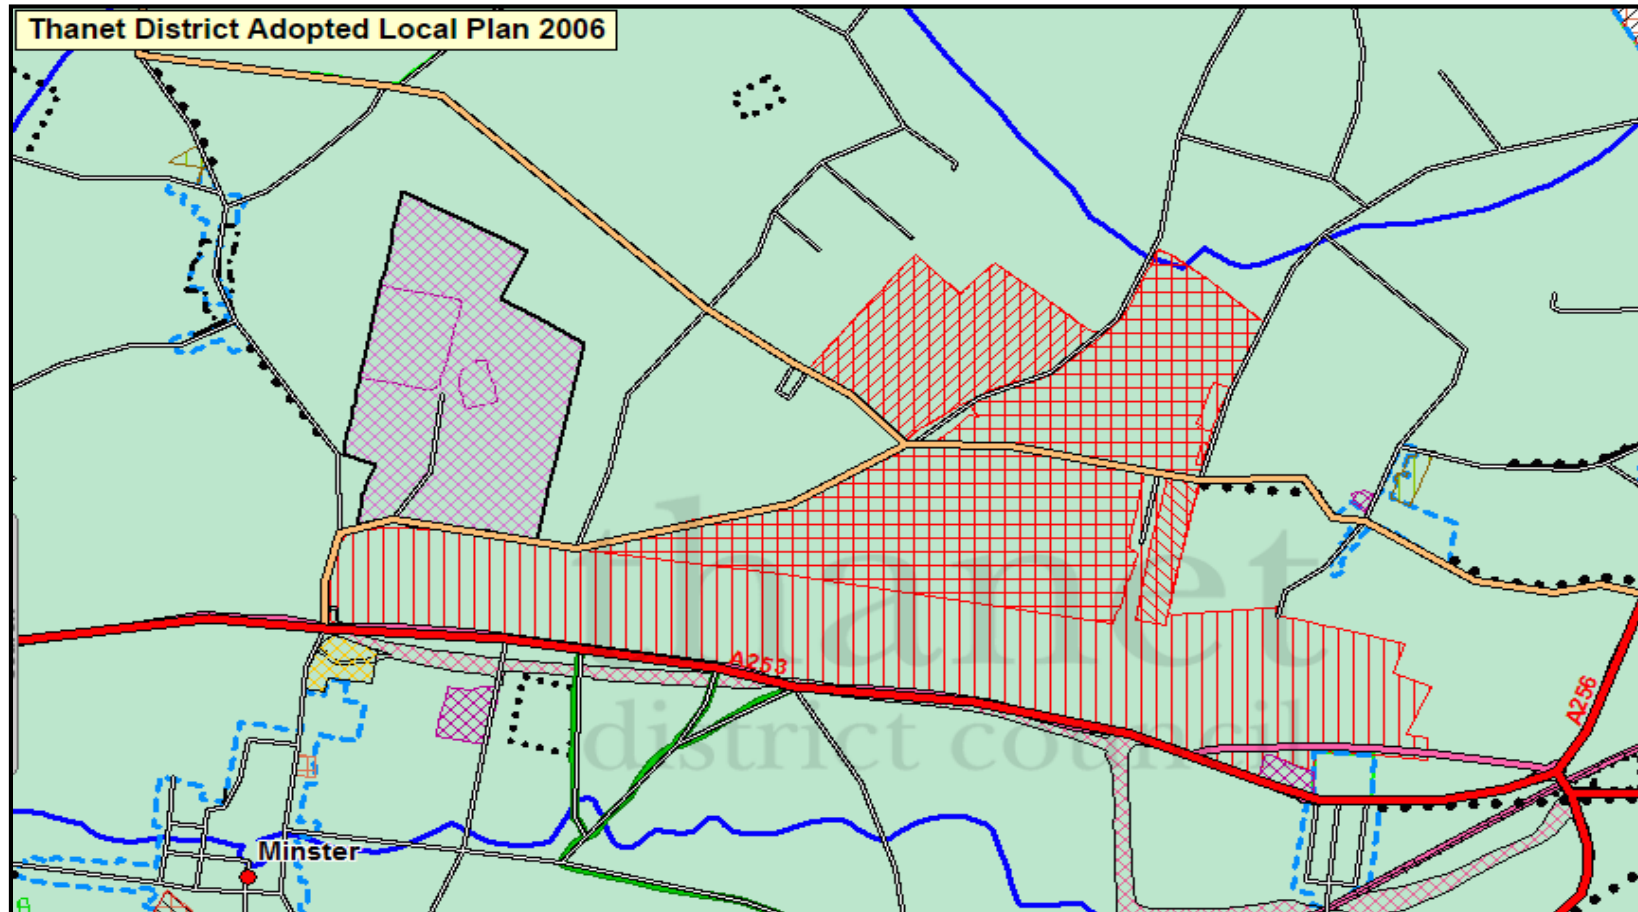 Thanet District Adopted Local Plan 2006
thanet
A253
A256
district council
Minster